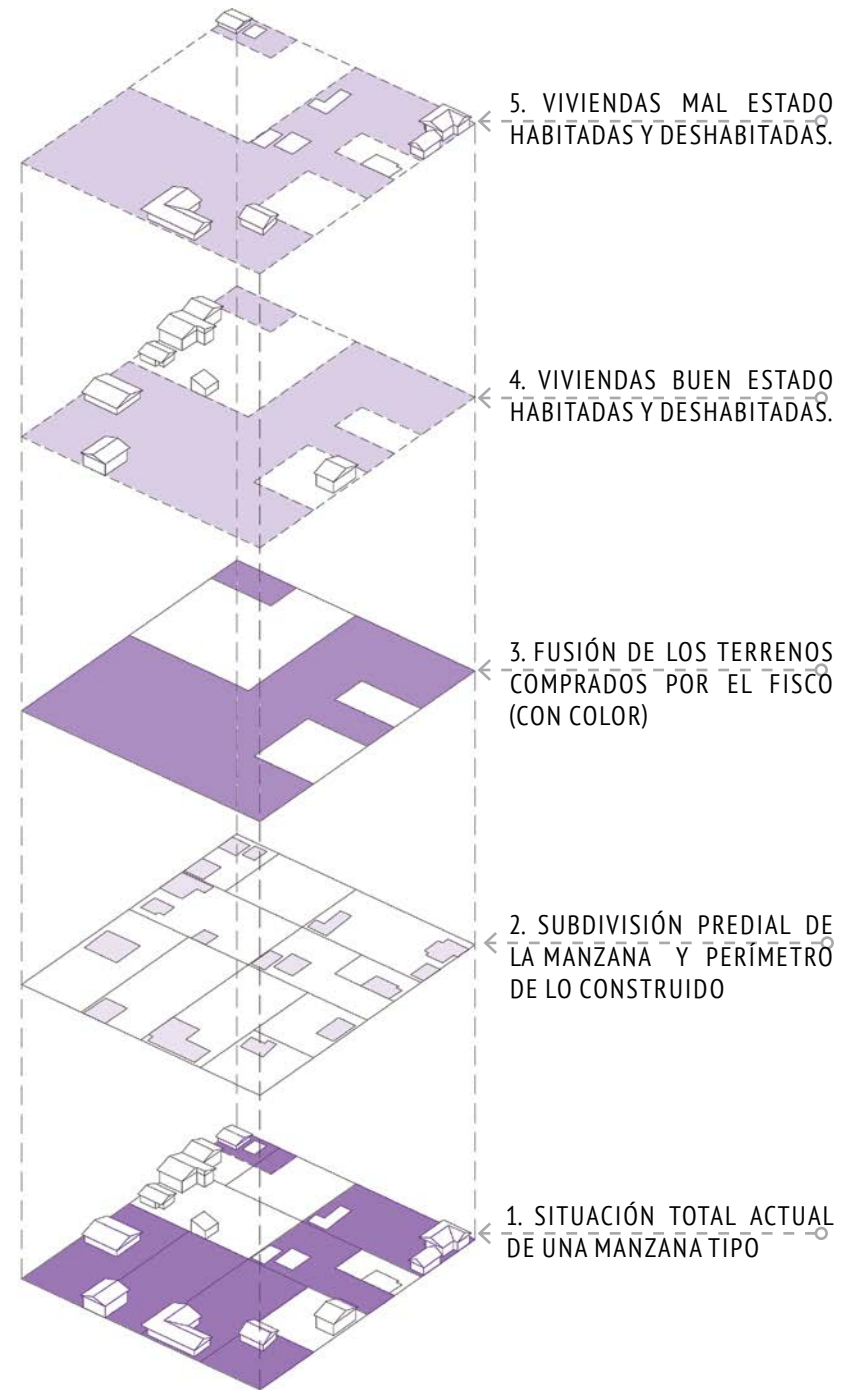 5. VIVIENDAS MAL ESTADO
HABITADAS Y DESHABITADAS.
4. VIVIENDAS BUEN ESTADO
HABITADAS Y DESHABITADAS.
3. FUSIÓN DE LOS TERRENOS
COMPRADOS POR EL FISCO
(CON COLOR)
2. SUBDIVISIÓN PREDIAL DE
LA MANZANA Y PERÍMETRO
DE LO CONSTRUIDO
1. SITUACIÓN TOTAL ACTUAL
DE UNA MANZANA TIPO